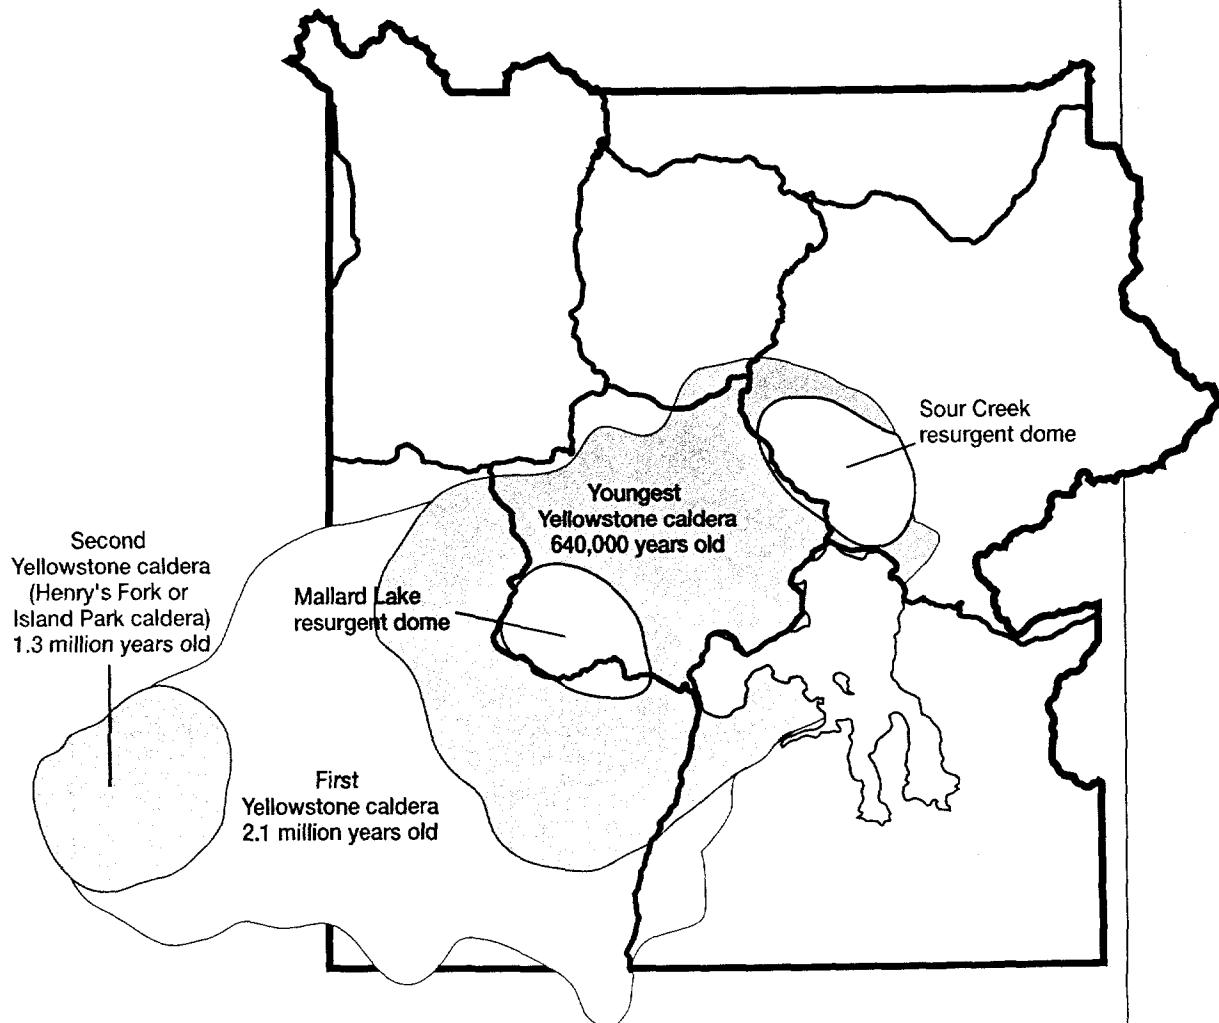 Sour Creek
resurgent dome
Youngest
Yellowstone caldera
640,000 years old
Second
Yellowstone caldera
(Henry's Fork or
Island Park caldera)
1.3 million years old
Mallard Lake
resurgent dome
First
Yellowstone caldera
2.1 million years old